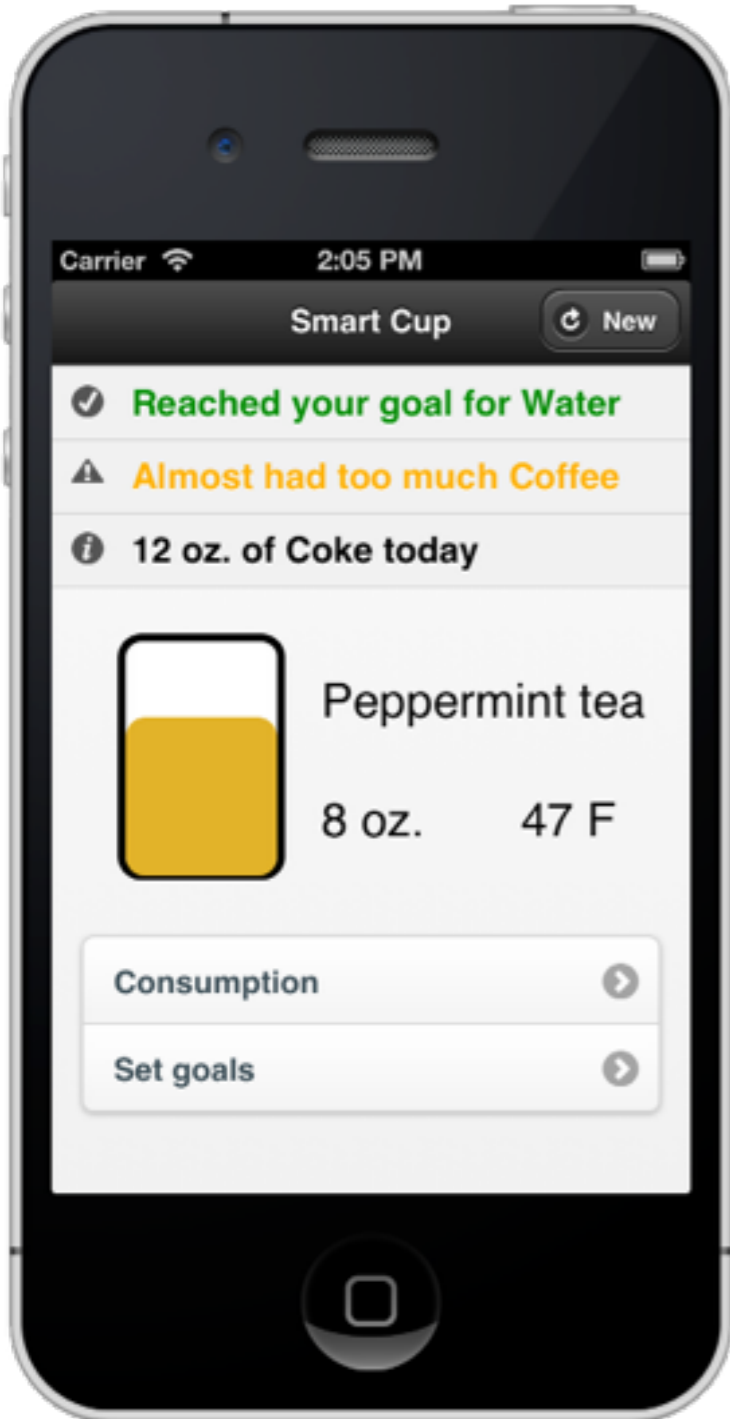 Carrier 2:05 PM
Smart Cup New
Reached your goal for Water
Almost had too much Coffee
12 oz. of Coke today
Peppermint tea
8 oz. 47 F
Consumption
Set goals